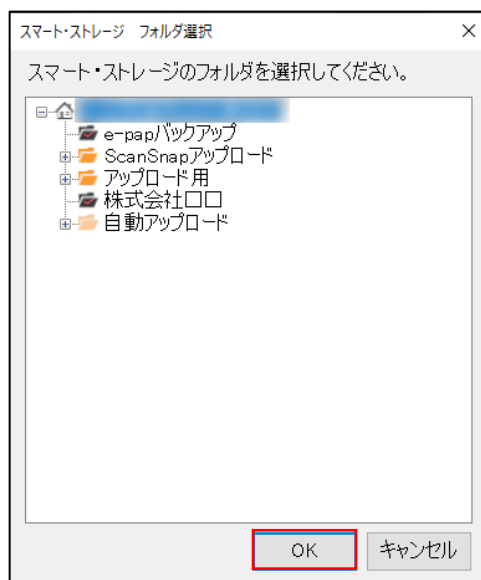 スマート・ストレージ　フォルダ選択
スマート・ストレージのフォルダを選択してください。
e-papバックアップ
ScanSnapアップロード
アップロード用
株式会社□□
自動アップロード
OK
キャンセル